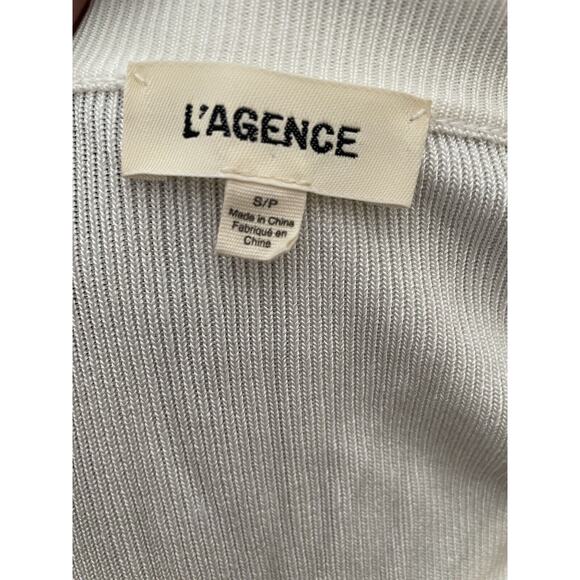 L'AGENCE
S/P
Made in China
Fabriqué en
Chine